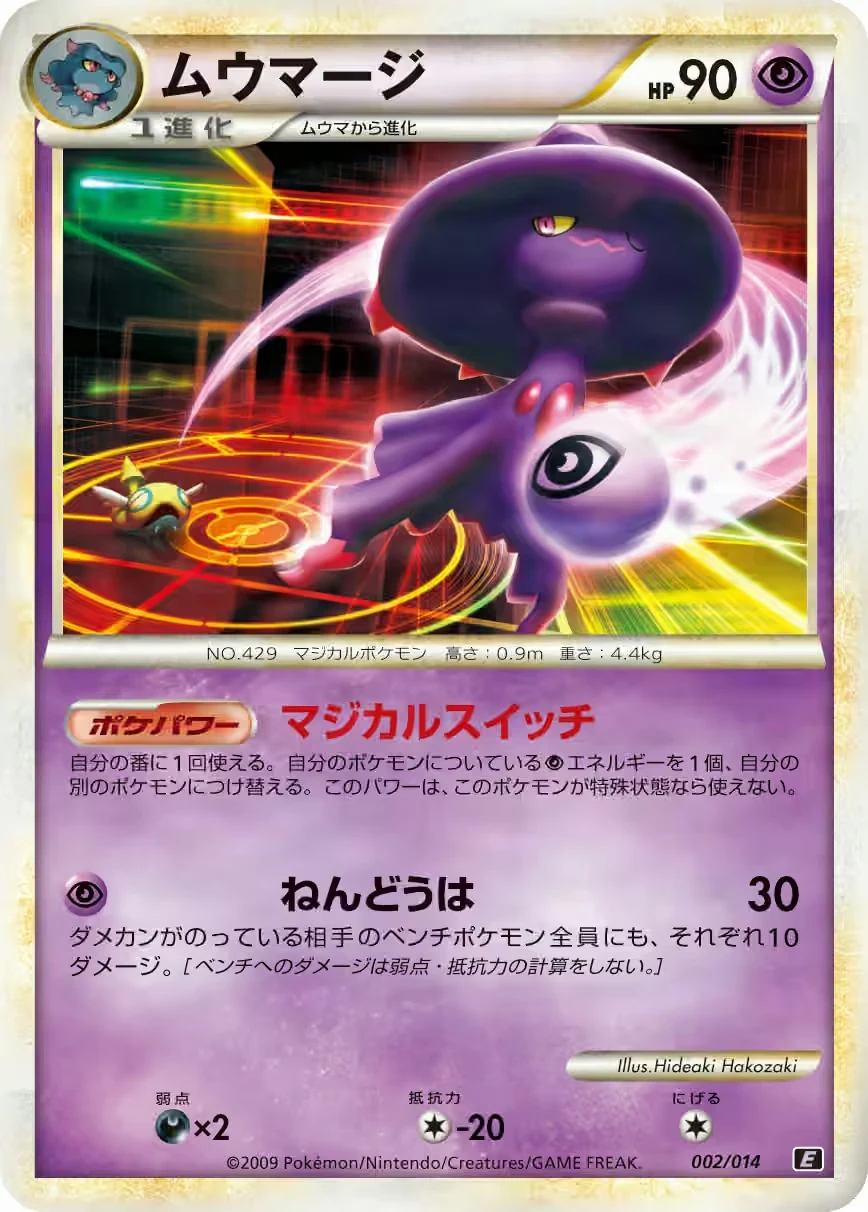 ムウマージ HP90
1進化 ムウマから進化
NO.429 マジカルポケモン 高さ：0.9m 重さ：4.4kg
ポケパワー マジカルスイッチ
自分の番に1回使える。自分のポケモンについているエネルギーを1個、自分の
別のポケモンにつけ替える。このパワーは、このポケモンが特殊状態なら使えない。
ねんどうは 30
ダメカンがのっている相手のベンチポケモン全員にも、それぞれ10
ダメージ。[ベンチへのダメージは弱点・抵抗力の計算をしない。]
Illus.Hideaki Hakozaki
弱点 抵抗力 にげる
×2 -20
©2009 Pokémon/Nintendo/Creatures/GAME FREAK. 002/014 E